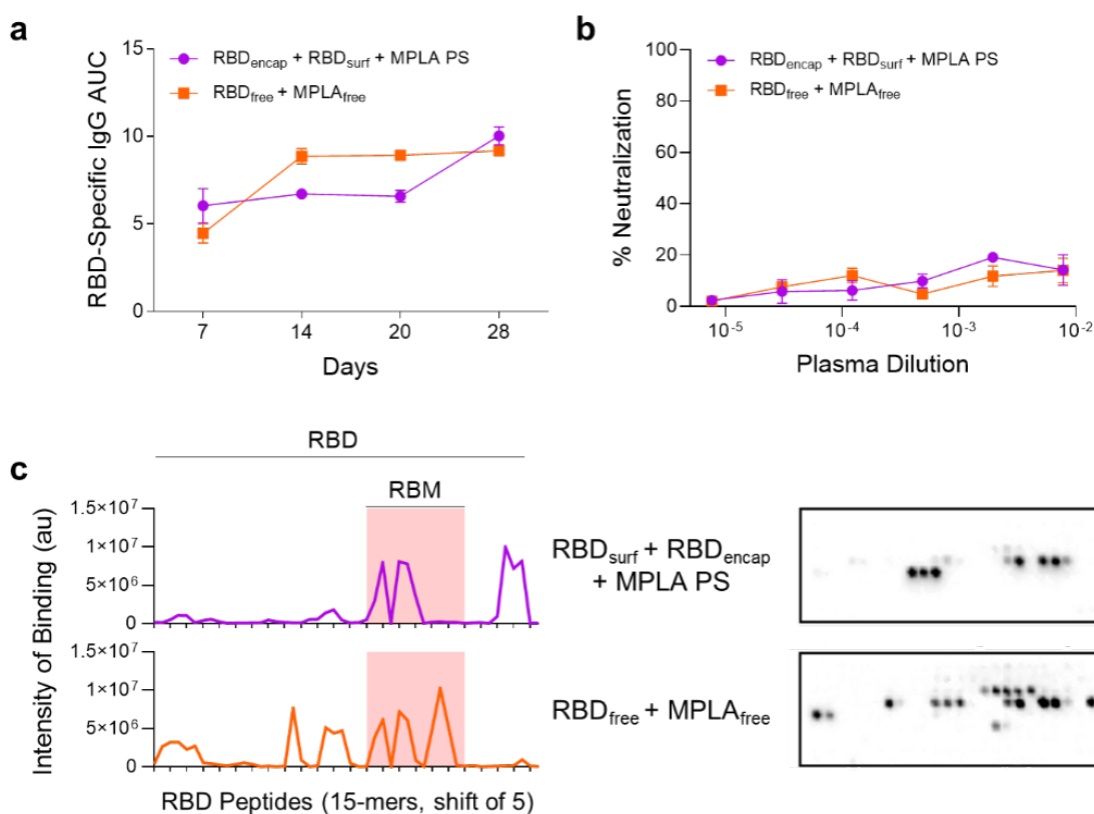 a
RBD-Specific IgG AUC
15
10
5
0
RBDencap + RBDsurf + MPLA PS
RBDfree + MPLAfree
7 14 20 28
Days
b
% Neutralization
100
80
60
40
20
0
RBDencap + RBDsurf + MPLA PS
RBDfree + MPLAfree
10-5 10-4 10-3 10-2
Plasma Dilution
c
RBD
RBM
Intensity of Binding (au)
1.5×10⁷
1×10⁷
5×10⁶
0
RBDsurf + RBDencap
+ MPLA PS
1.5×10⁷
1×10⁷
5×10⁶
0
RBDfree + MPLAfree
RBD Peptides (15-mers, shift of 5)